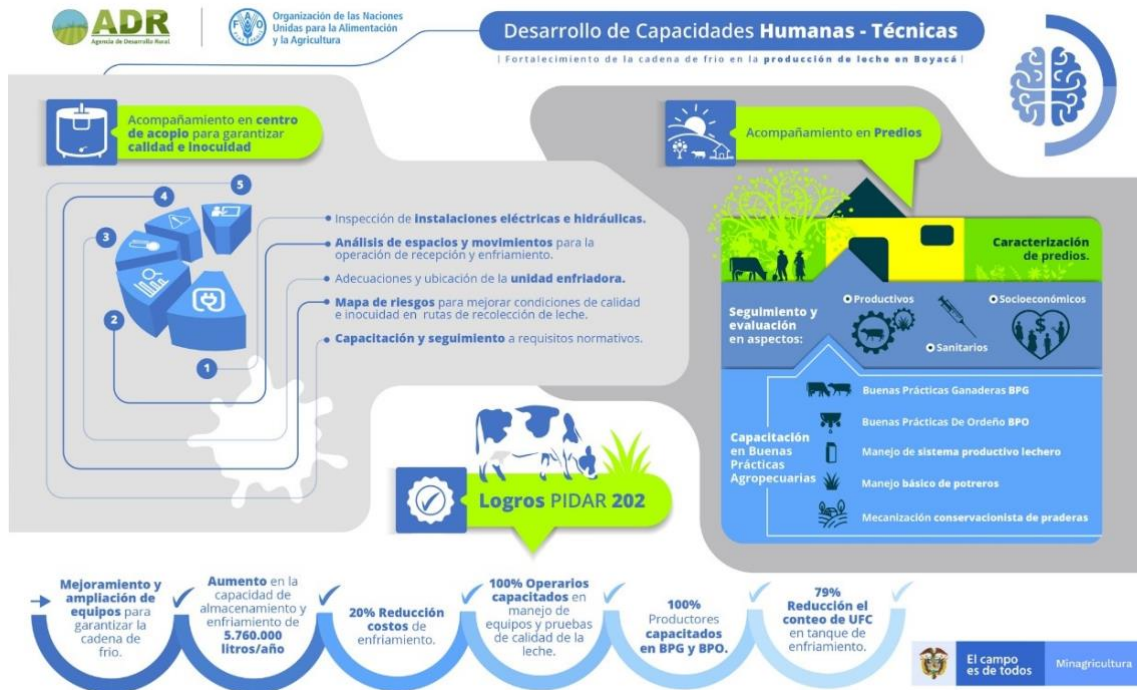 ADR
Agencia de Desarrollo Rural
FAO
Organización de las Naciones
Unidas para la Alimentación
y la Agricultura
Desarrollo de Capacidades Humanas - Técnicas
| Fortalecimiento de la cadena de frio en la producción de leche en Boyacá |
Acompañamiento en centro
de acopio para garantizar
calidad e inocuidad
5
4
3
2
1
Inspección de instalaciones eléctricas e hidráulicas.
Análisis de espacios y movimientos para la
operación de recepción y enfriamiento.
Adecuaciones y ubicación de la unidad enfriadora.
Mapa de riesgos para mejorar condiciones de calidad
e inocuidad en rutas de recolección de leche.
Capacitación y seguimiento a requisitos normativos.
Acompañamiento en Predios
Caracterización
de predios.
Seguimiento y
evaluación
en aspectos:
Productivos
Sanitarios
Socioeconómicos
Capacitación
en Buenas
Prácticas
Agropecuarias
Buenas Prácticas Ganaderas BPG
Buenas Prácticas De Ordeño BPO
Manejo de sistema productivo lechero
Manejo básico de potreros
Mecanización conservacionista de praderas
Logros PIDAR 202
Mejoramiento y
ampliación de
equipos para
garantizar la
cadena de
frio.
Aumento en la
capacidad de
almacenamiento y
enfriamiento de
5.760.000
litros/año
20% Reducción
costos de
enfriamiento.
100% Operarios
capacitados en
manejo de
equipos y pruebas
de calidad de la
leche.
100%
Productores
capacitados
en BPG y BPO.
79%
Reducción el
conteo de UFC
en tanque de
enfriamiento.
El campo
es de todos
Minagricultura